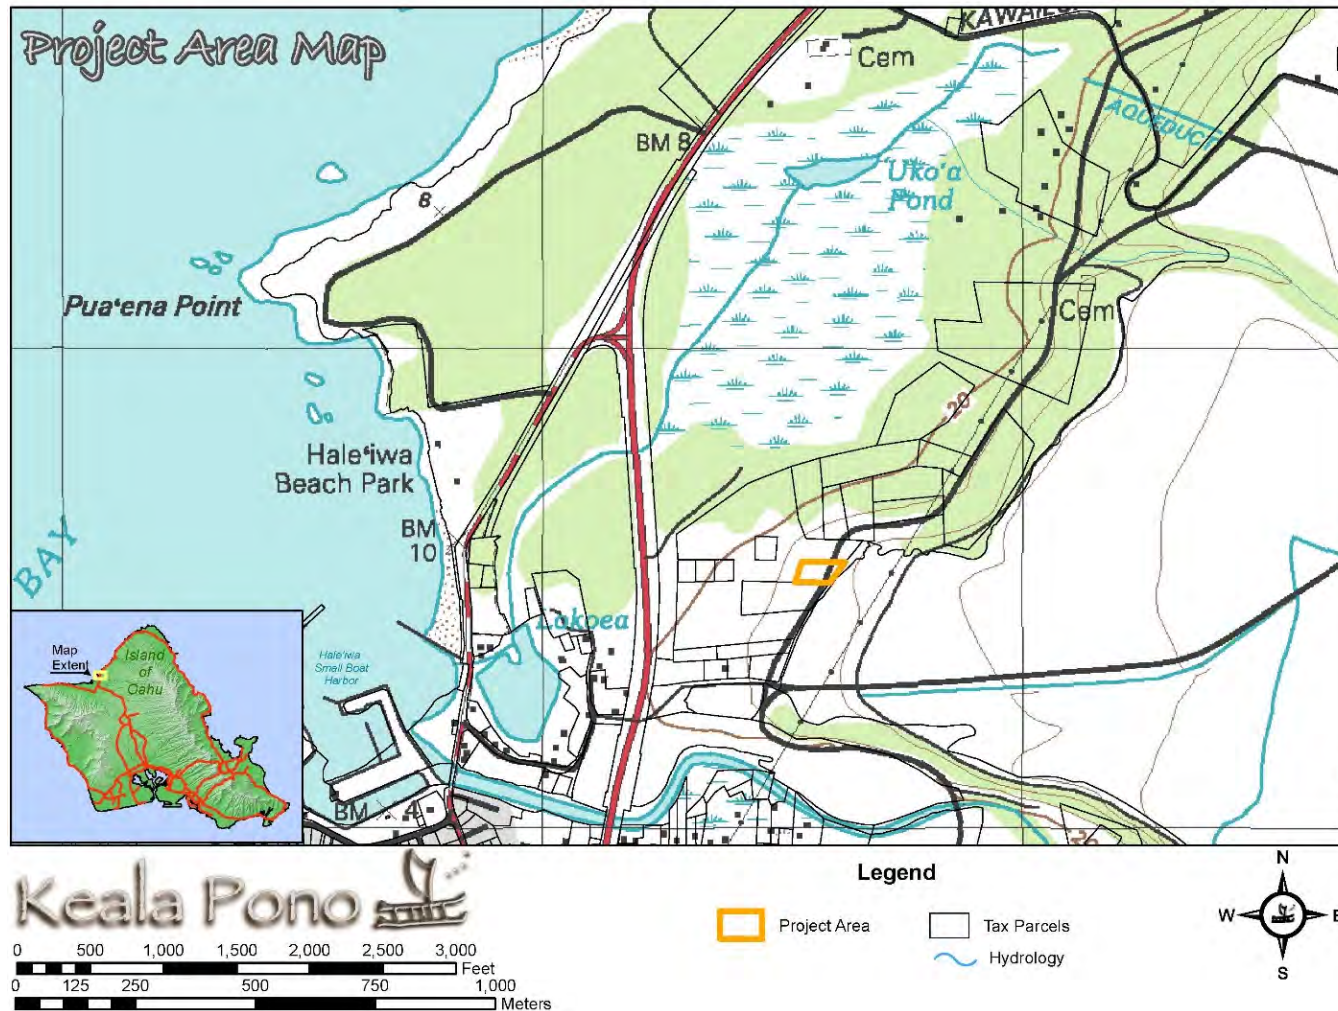 Project Area Map
Cem
BM 8
AQUEDUCT
ʻUkoʻa
Pond
8
Puaʻena Point
Cem
20
Haleʻiwa
Beach Park
BM
10
BAY
Lokoea
Map
Extent
Island
of
Oahu
Hale'iwa
Small Boat
Harbor
BM
4
Keala Pono
Legend
Project Area
Tax Parcels
Hydrology
N
W
E
S
0 500 1,000 1,500 2,000 2,500 3,000
Feet
0 125 250 500 750 1,000
Meters